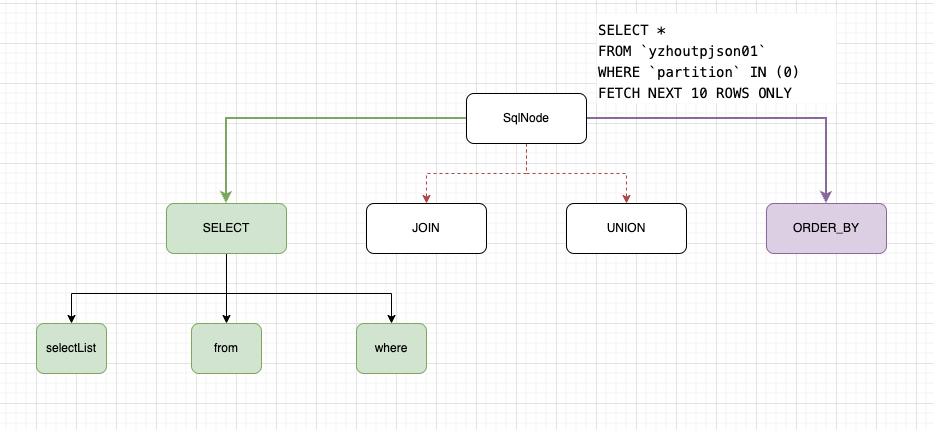 SELECT *
FROM `yzhoutpjson01`
WHERE `partition` IN (0)
FETCH NEXT 10 ROWS ONLY
SqlNode
SELECT
JOIN
UNION
ORDER_BY
selectList
from
where